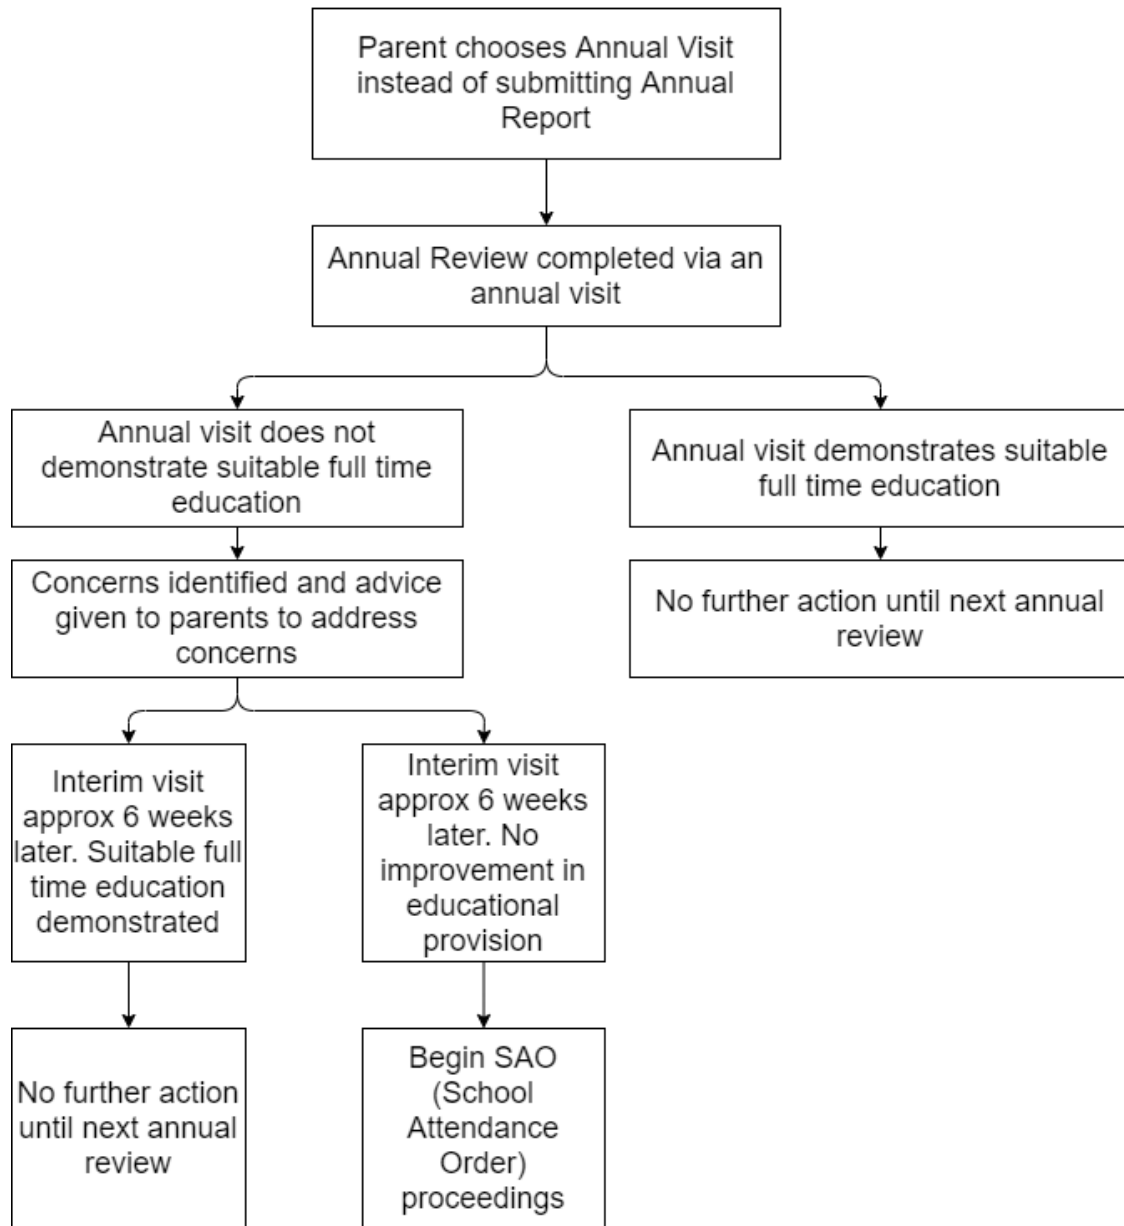 Parent chooses Annual Visit
instead of submitting Annual
Report
Annual Review completed via an
annual visit
Annual visit does not
demonstrate suitable full time
education
Annual visit demonstrates suitable
full time education
Concerns identified and advice
given to parents to address
concerns
No further action until next annual
review
Interim visit
approx 6 weeks
later. Suitable full
time education
demonstrated
Interim visit
approx 6 weeks
later. No
improvement in
educational
provision
No further action
until next annual
review
Begin SAO
(School
Attendance
Order)
proceedings